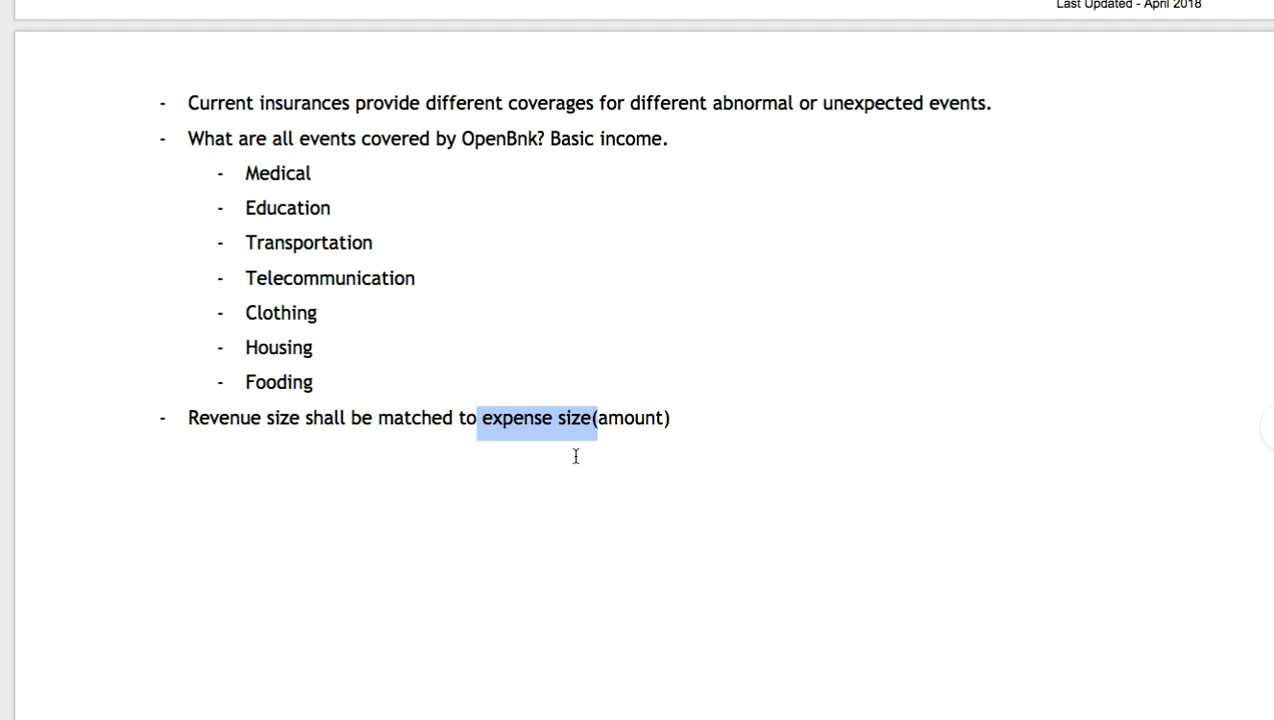 Last Updated - April 2018
- Current insurances provide different coverages for different abnormal or unexpected events.
- What are all events covered by OpenBnk? Basic income.
- Medical
- Education
- Transportation
- Telecommunication
- Clothing
- Housing
- Fooding
- Revenue size shall be matched to expense size(amount)